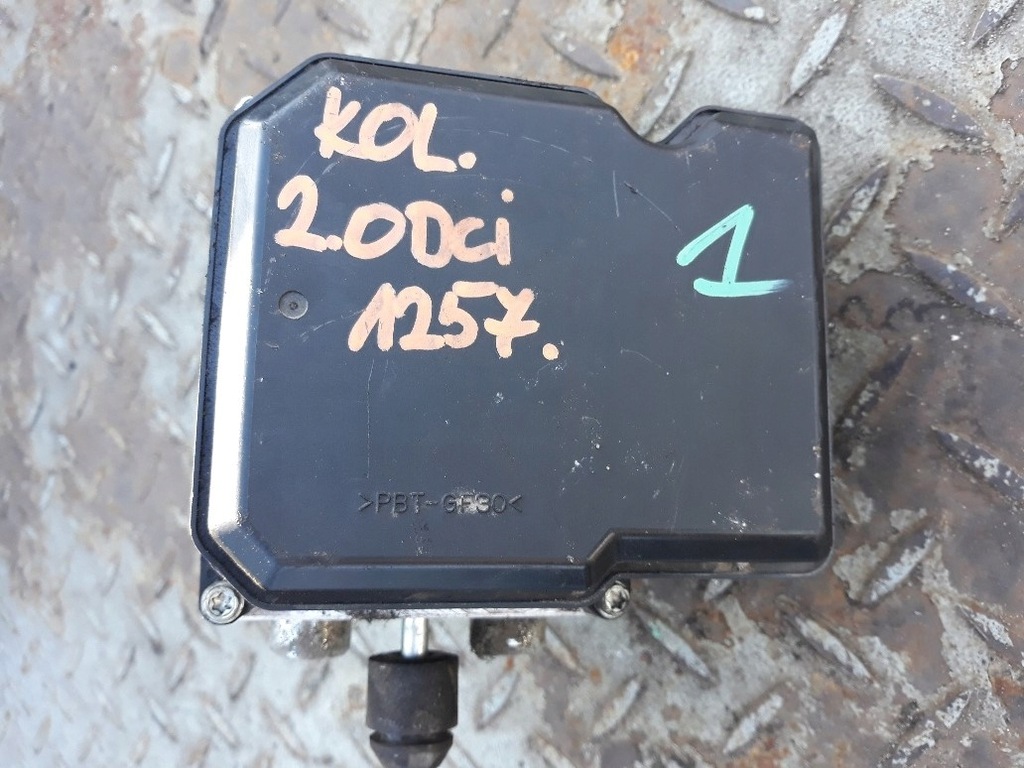 KOL.
2.0Dci
1
1257.
>PBT-GF30<